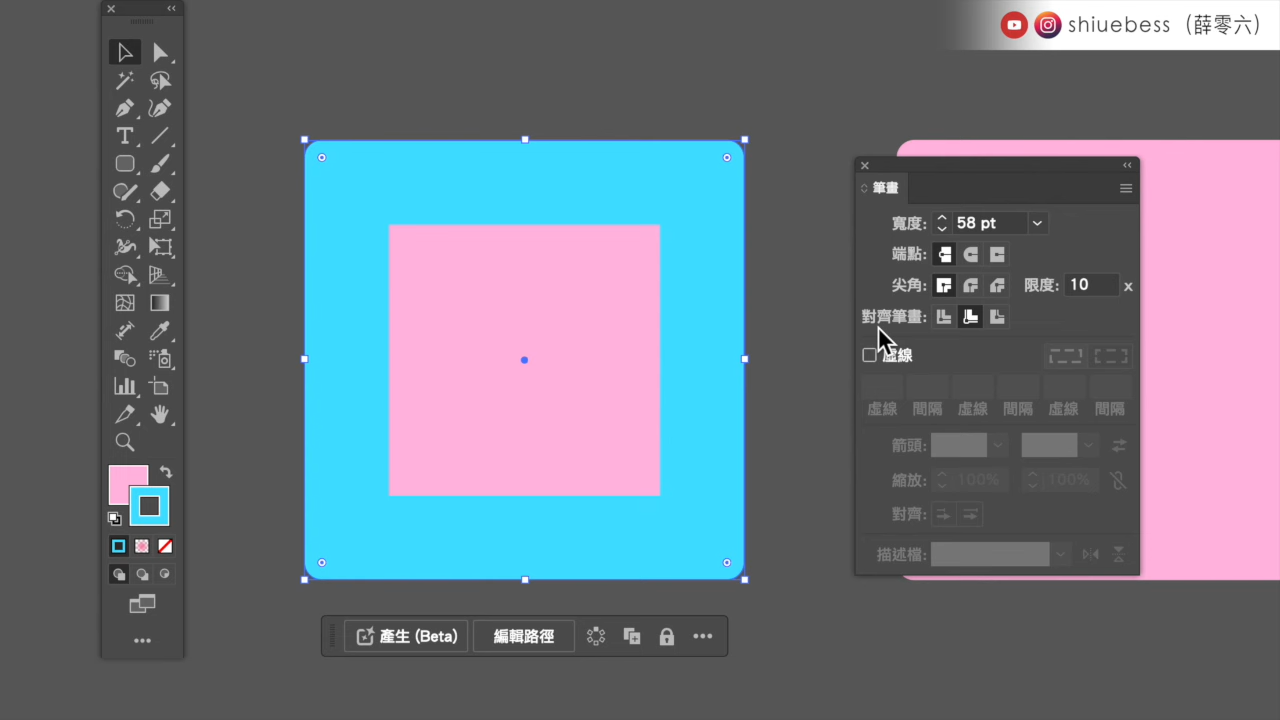 shiuebess（薛零六）
筆畫
寬度: 58 pt
端點:
尖角: 限度: 10 x
對齊筆畫:
虛線
虛線 間隔 虛線 間隔 虛線 間隔
箭頭:
縮放: 100% 100%
對齊:
描述檔:
產生 (Beta) 編輯路徑